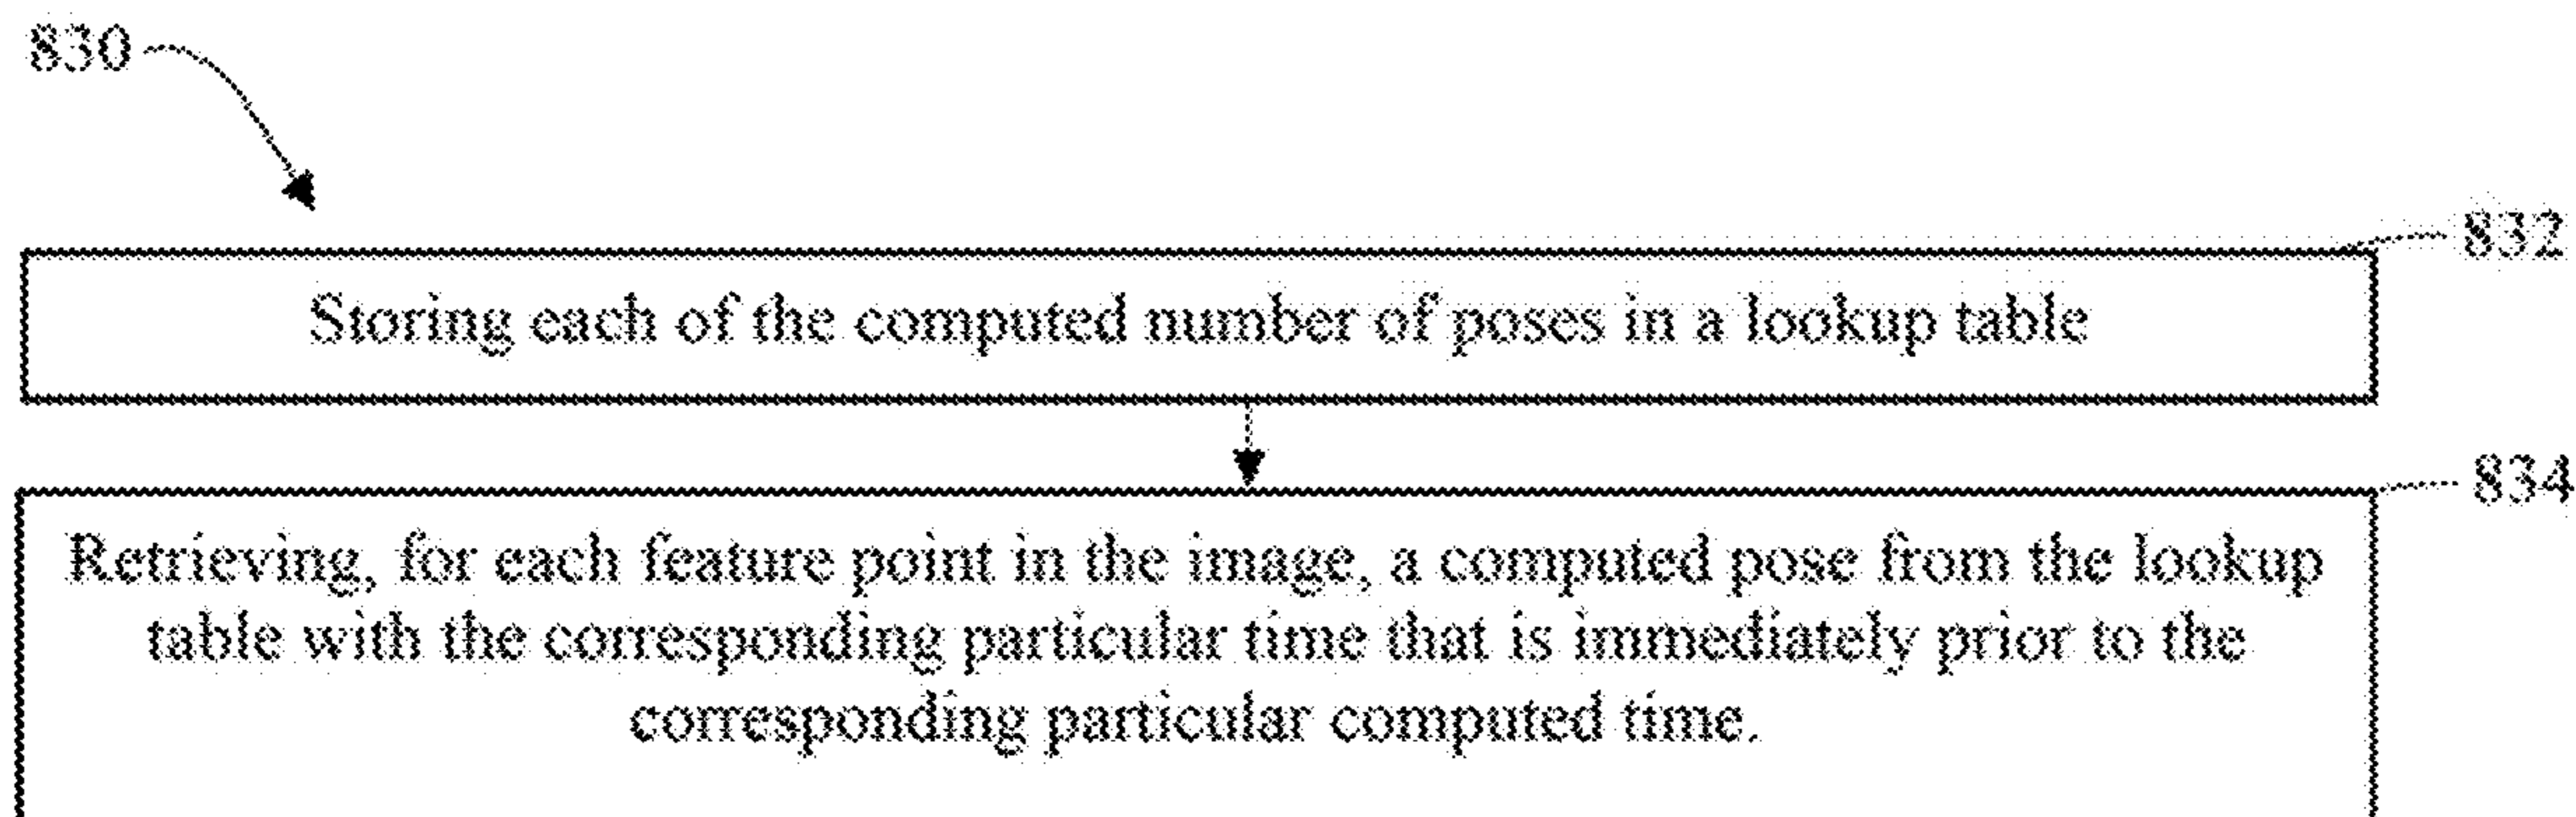 830
832
Storing each of the computed number of poses in a lookup table
834
Retrieving, for each feature point in the image, a computed pose from the lookup
table with the corresponding particular time that is immediately prior to the
corresponding particular computed time.